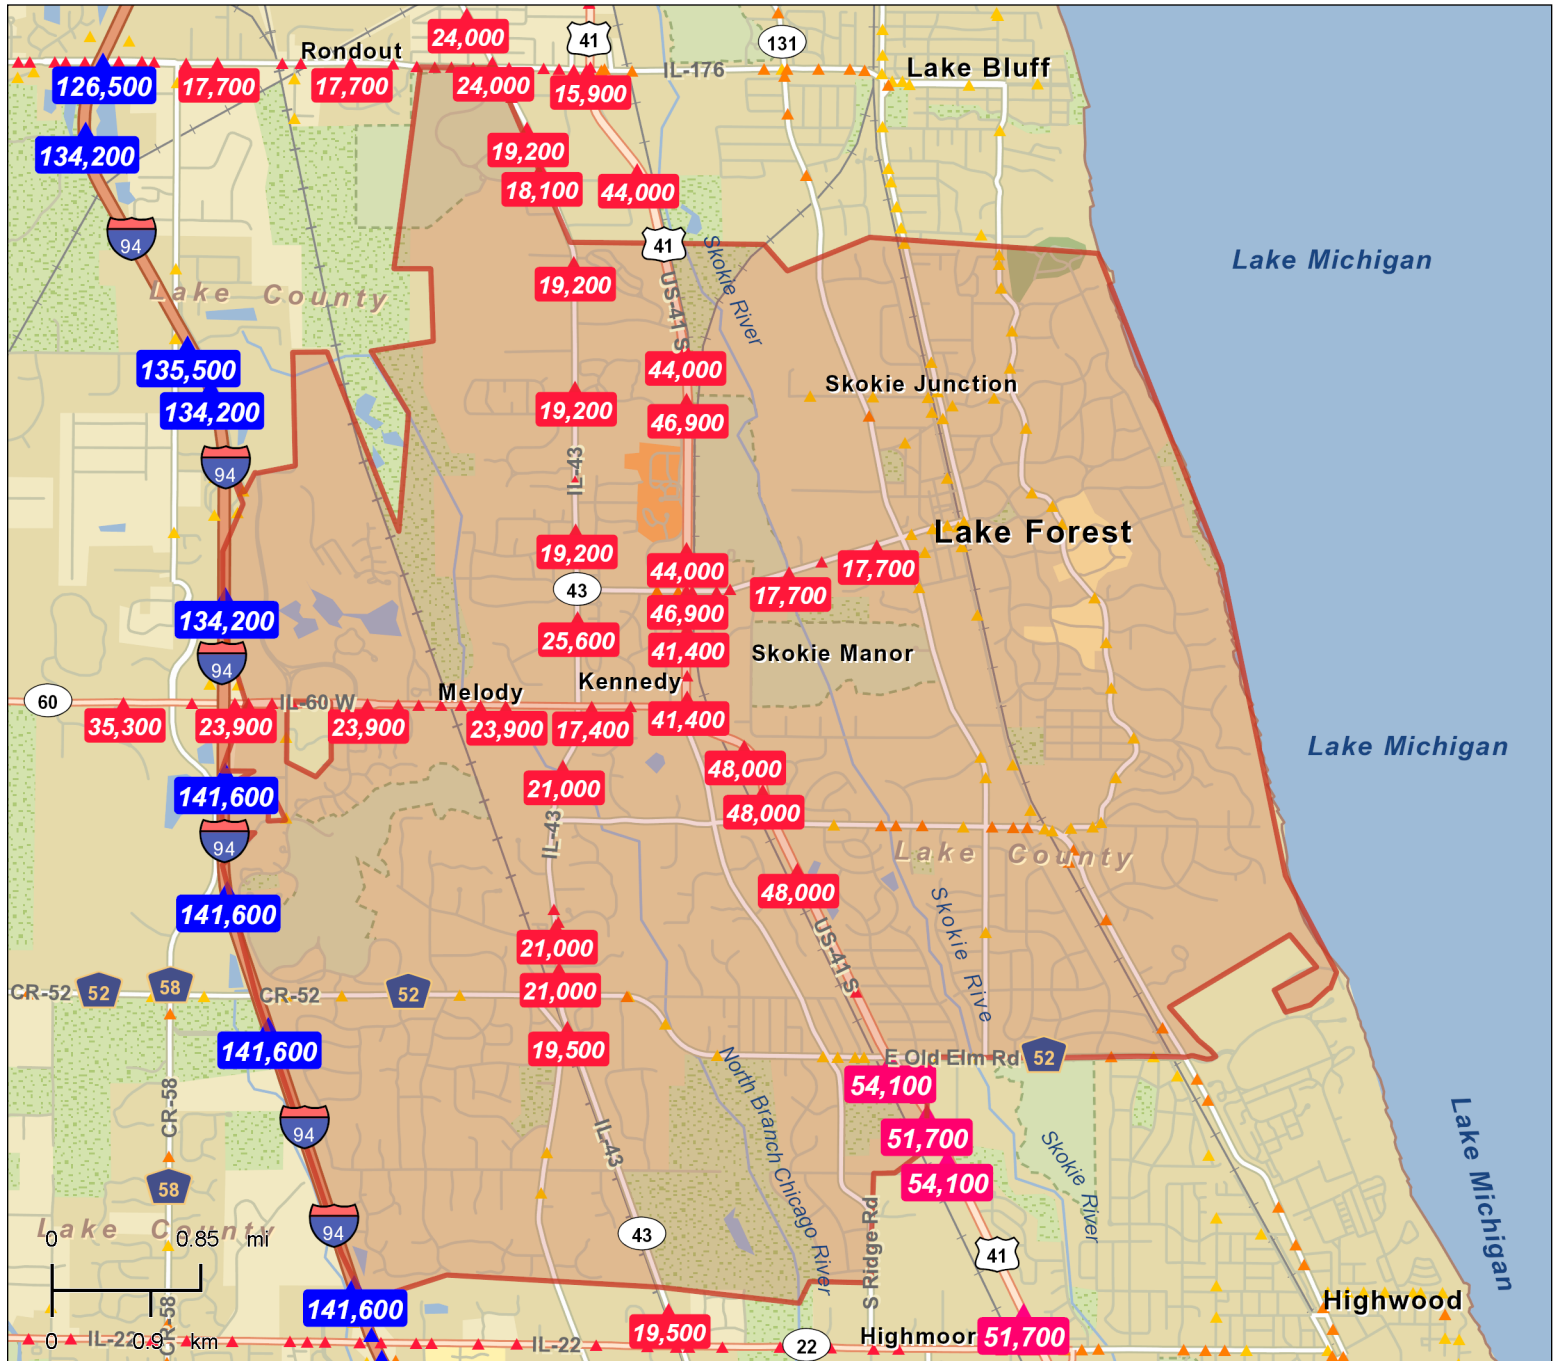 24,000
41
131
Rondout
IL-176
Lake Bluff
126,500
17,700
17,700
24,000
15,900
134,200
19,200
18,100
44,000
94
41
Skokie River
Lake Michigan
Lake County
19,200
US-41 S
135,500
44,000
Skokie Junction
134,200
19,200
46,900
94
IL-43
Lake Forest
19,200
44,000
17,700
43
17,700
134,200
46,900
25,600
41,400
Skokie Manor
94
Kennedy
60
IL-60 W
Melody
35,300
23,900
23,900
23,900
17,400
41,400
Lake Michigan
48,000
141,600
21,000
48,000
94
IL-43
Lake County
48,000
141,600
Skokie Rive
21,000
US-41 S
CR-52
52
58
CR-52
52
21,000
141,600
19,500
E Old Elm Rd
52
54,100
CR-58
94
IL-43
North Branch Chicago River
51,700
Skokie River
Lake Michigan
58
54,100
Lake County
94
43
S Ridge Rd
41
0
0.85
mi
141,600
Highwood
CR-58
0
0.9
km
IL-22
IL-22
19,500
22
Highmoor
51,700